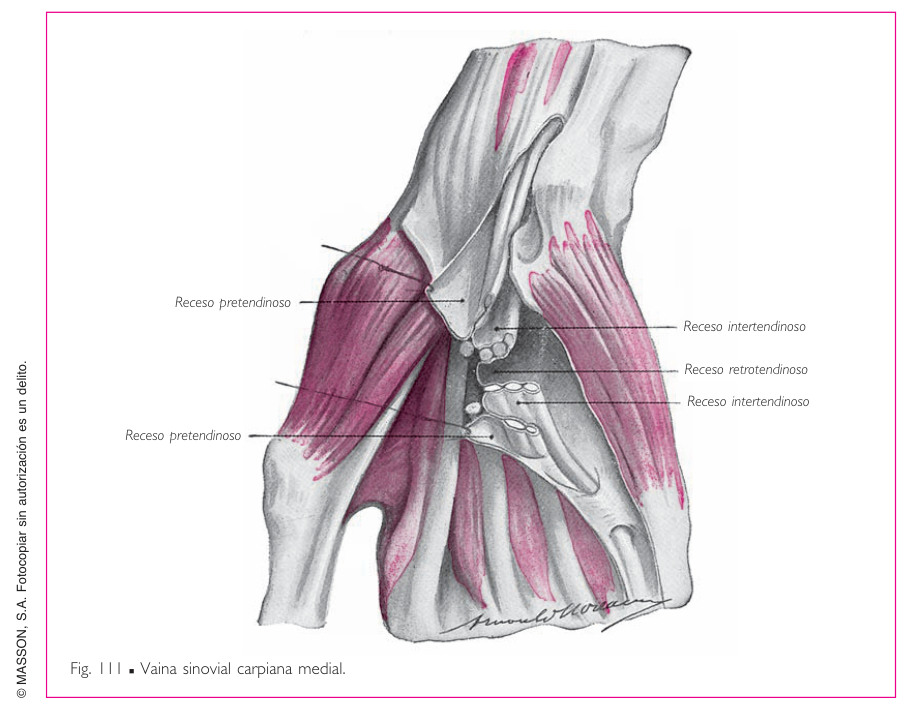 Receso pretendinoso
Receso intertendinoso
Receso retrotendinoso
Receso intertendinoso
Receso pretendinoso
© MASSON, S.A. Fotocopiar sin autorización es un delito.
Fig. 111 ■ Vaina sinovial carpiana medial.